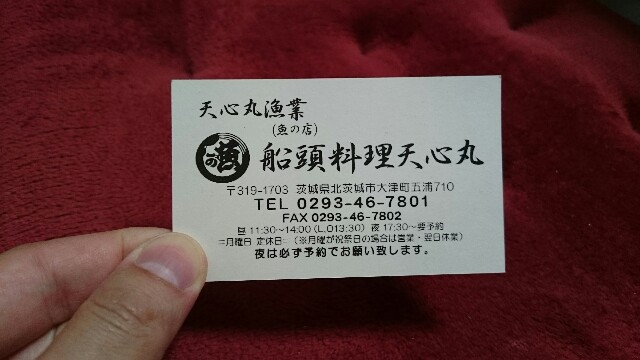 天心丸漁業
(魚の店)
船頭料理天心丸
〒319-1703 茨城県北茨城市大津町五浦710
TEL 0293-46-7801
FAX 0293-46-7802
昼 11:30~14:00(L,O13:30) 夜 17:30~要予約
=月曜日 定休日= (※月曜が祝祭日の場合は営業・翌日休業)
夜は必ず予約でお願い致します。